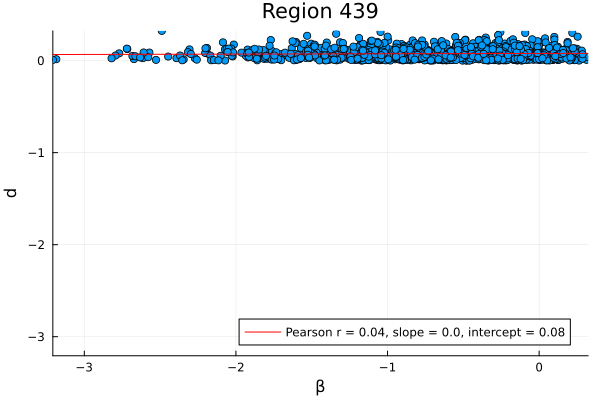 Region 439
0
−1
−2
−3
d
Pearson r = 0.04, slope = 0.0, intercept = 0.08
−3
−2
−1
0
β